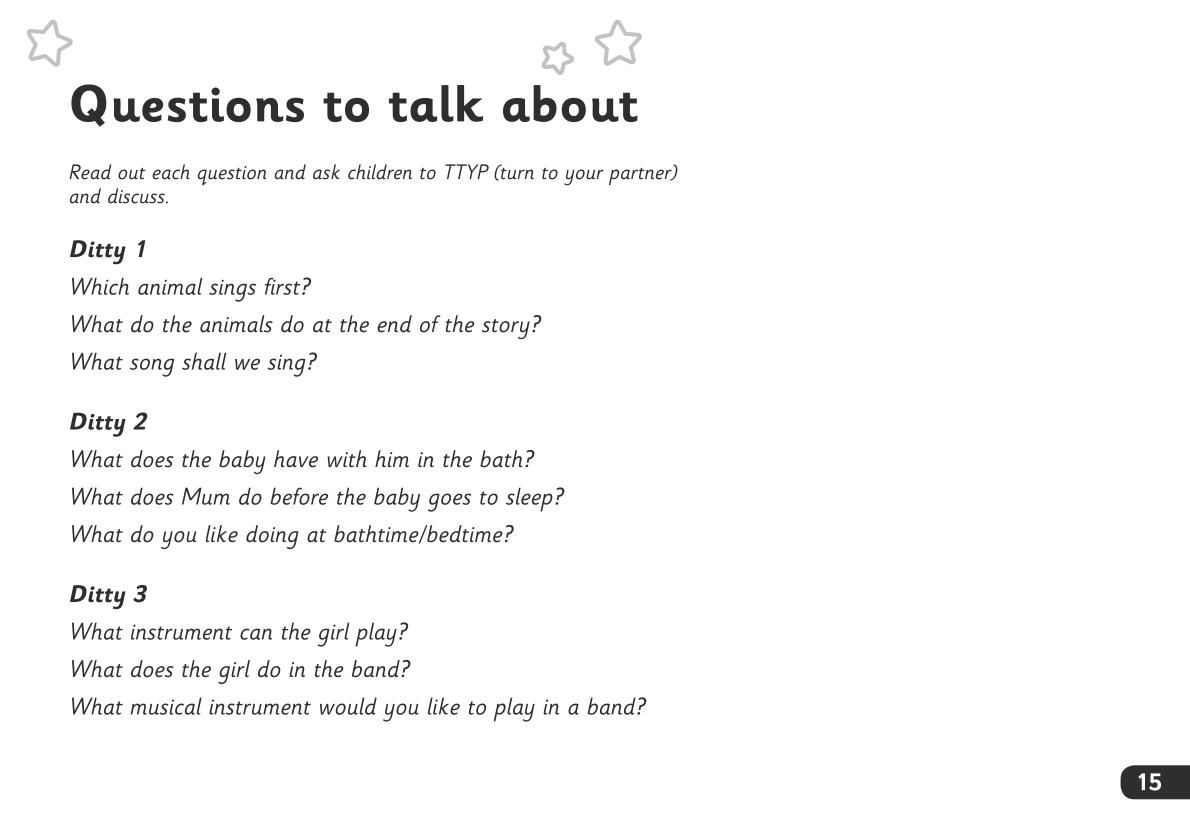 Questions to talk about
Read out each question and ask children to TTYP (turn to your partner)
and discuss.
Ditty 1
Which animal sings first?
What do the animals do at the end of the story?
What song shall we sing?
Ditty 2
What does the baby have with him in the bath?
What does Mum do before the baby goes to sleep?
What do you like doing at bathtime/bedtime?
Ditty 3
What instrument can the girl play?
What does the girl do in the band?
What musical instrument would you like to play in a band?
15